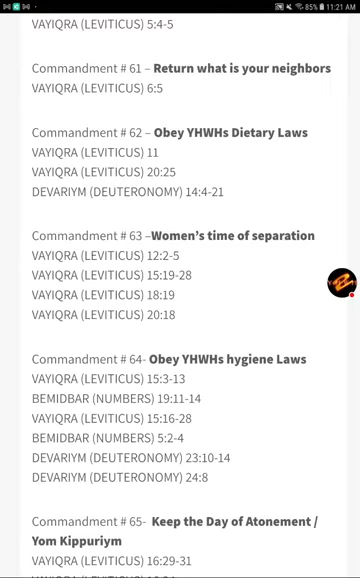 85% 11:21 AM
VAYIQRA (LEVITICUS) 5:4-5
Commandment # 61 – Return what is your neighbors
VAYIQRA (LEVITICUS) 6:5
Commandment # 62 – Obey YHWHs Dietary Laws
VAYIQRA (LEVITICUS) 11
VAYIQRA (LEVITICUS) 20:25
DEVARIYM (DEUTERONOMY) 14:4-21
Commandment # 63 –Women’s time of separation
VAYIQRA (LEVITICUS) 12:2-5
VAYIQRA (LEVITICUS) 15:19-28
VAYIQRA (LEVITICUS) 18:19
VAYIQRA (LEVITICUS) 20:18
Commandment # 64- Obey YHWHs hygiene Laws
VAYIQRA (LEVITICUS) 15:3-13
BEMIDBAR (NUMBERS) 19:11-14
VAYIQRA (LEVITICUS) 15:16-28
BEMIDBAR (NUMBERS) 5:2-4
DEVARIYM (DEUTERONOMY) 23:10-14
DEVARIYM (DEUTERONOMY) 24:8
Commandment # 65- Keep the Day of Atonement /
Yom Kippuriym
VAYIQRA (LEVITICUS) 16:29-31